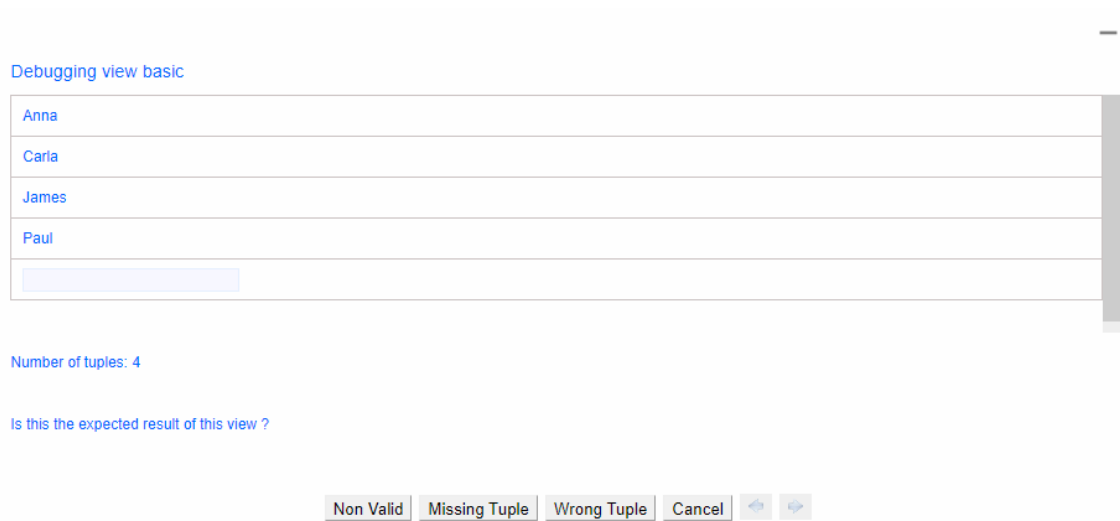 Debugging view basic
Anna
Carla
James
Paul
Number of tuples: 4
Is this the expected result of this view ?
Non Valid Missing Tuple Wrong Tuple Cancel